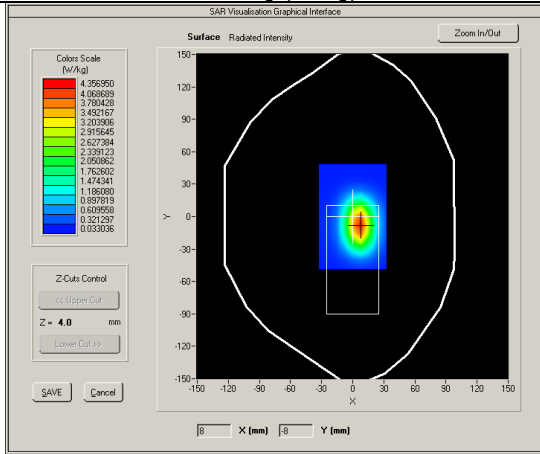 SAR Visualisation Graphical Interface
Surface Radiated Intensity
Zoom In/Out
Colors Scale
(W/kg)
4.356950
4.068689
3.780428
3.492167
3.203906
2.915645
2.627384
2.339123
2.050862
1.762602
1.474341
1.186080
0.897819
0.609558
0.321297
0.033036
Z-Cuts Control
<< Upper Cut
Z = 4.0 mm
Lower Cut >>
SAVE
Cancel
150
120
90
60
30
0
-30
-60
-90
-120
-150
Y
-150 -120 -90 -60 -30 0 30 60 90 120 150
X
8 X (mm) -8 Y (mm)